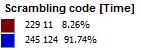 Scrambling code [Time]
229 11 8.26%
245 124 91.74%